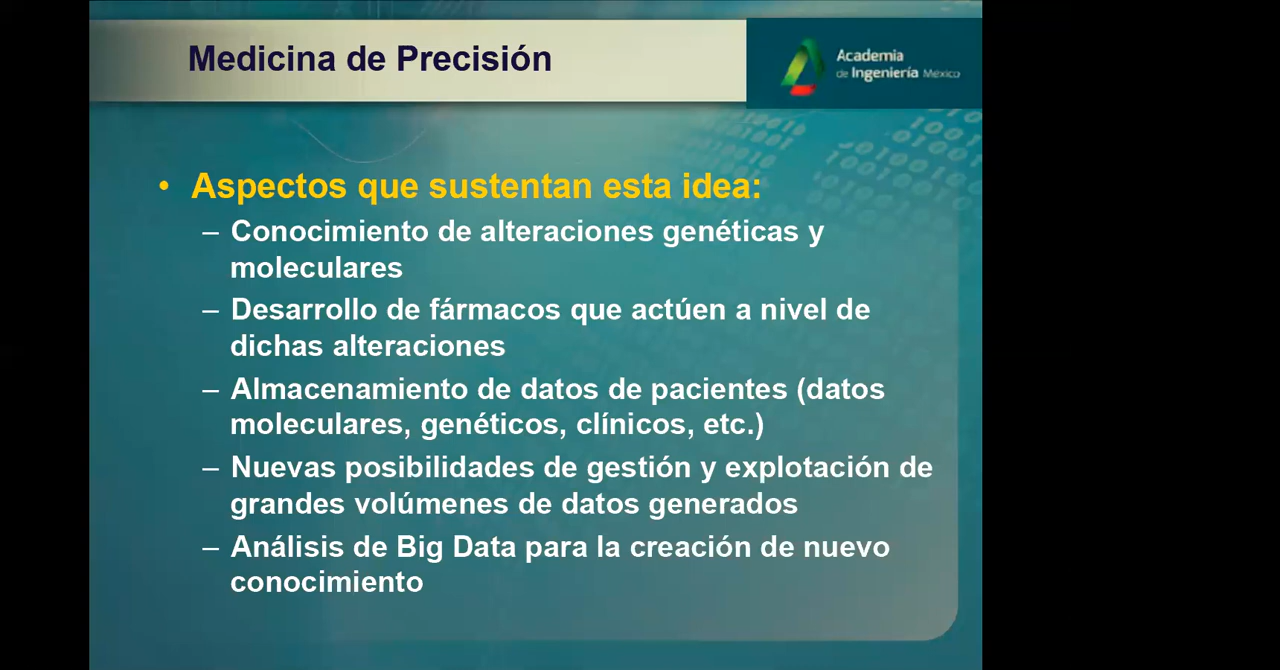 Medicina de Precisión
Academia
de Ingeniería México
• Aspectos que sustentan esta idea:
– Conocimiento de alteraciones genéticas y
moleculares
– Desarrollo de fármacos que actúen a nivel de
dichas alteraciones
– Almacenamiento de datos de pacientes (datos
moleculares, genéticos, clínicos, etc.)
– Nuevas posibilidades de gestión y explotación de
grandes volúmenes de datos generados
– Análisis de Big Data para la creación de nuevo
conocimiento